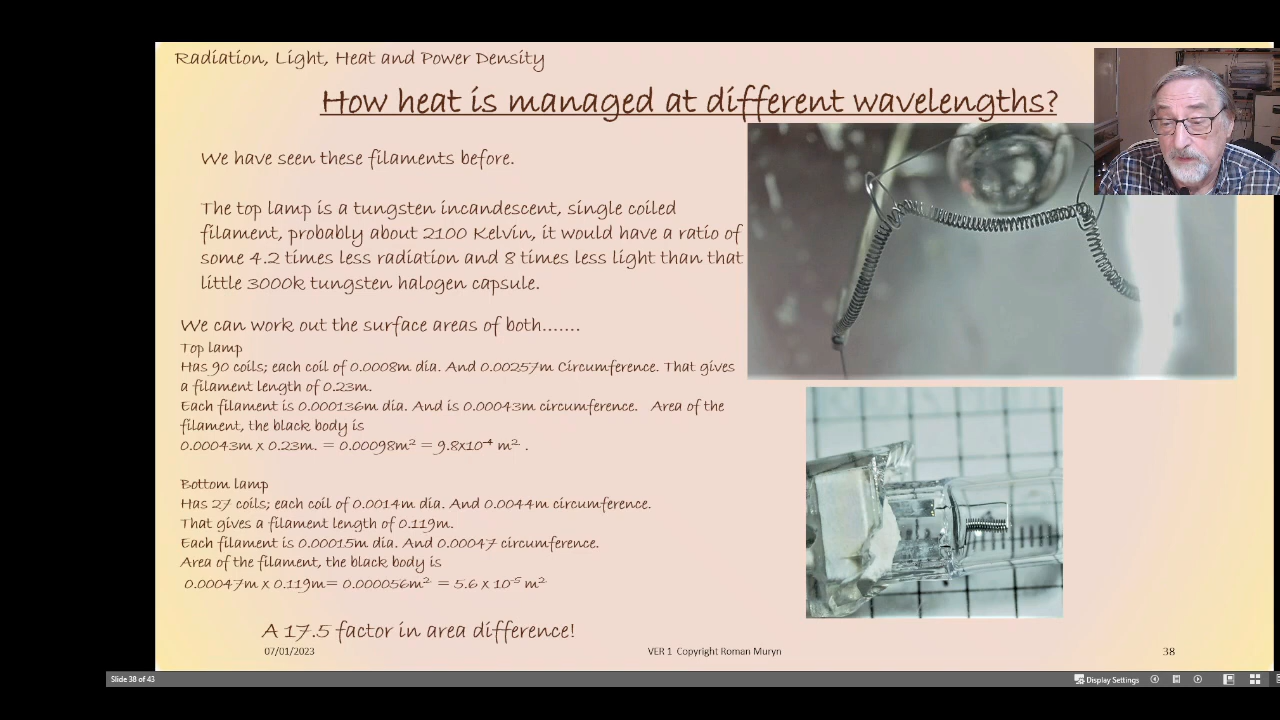 Radiation, Light, Heat and Power Density
How heat is managed at different wavelengths?
We have seen these filaments before.
The top lamp is a tungsten incandescent, single coiled
filament, probably about 2100 Kelvin, it would have a ratio of
some 4.2 times less radiation and 8 times less light than that
little 3000k tungsten halogen capsule.
We can work out the surface areas of both.......
Top lamp
Has 90 coils; each coil of 0.0008m dia. And 0.00257m Circumference. That gives
a filament length of 0.23m.
Each filament is 0.000136m dia. And is 0.00043m circumference. Area of the
filament, the black body is
0.00043m x 0.23m. = 0.00098m² = 9.8x10⁻⁴ m² .
Bottom lamp
Has 27 coils; each coil of 0.0014m dia. And 0.0044m circumference.
That gives a filament length of 0.119m.
Each filament is 0.00015m dia. And 0.00047 circumference.
Area of the filament, the black body is
0.00047m x 0.119m= 0.000056m² = 5.6 x 10⁻⁵ m²
A 17.5 factor in area difference!
07/01/2023
VER 1 Copyright Roman Muryn
38
Slide 38 of 43
Display Settings